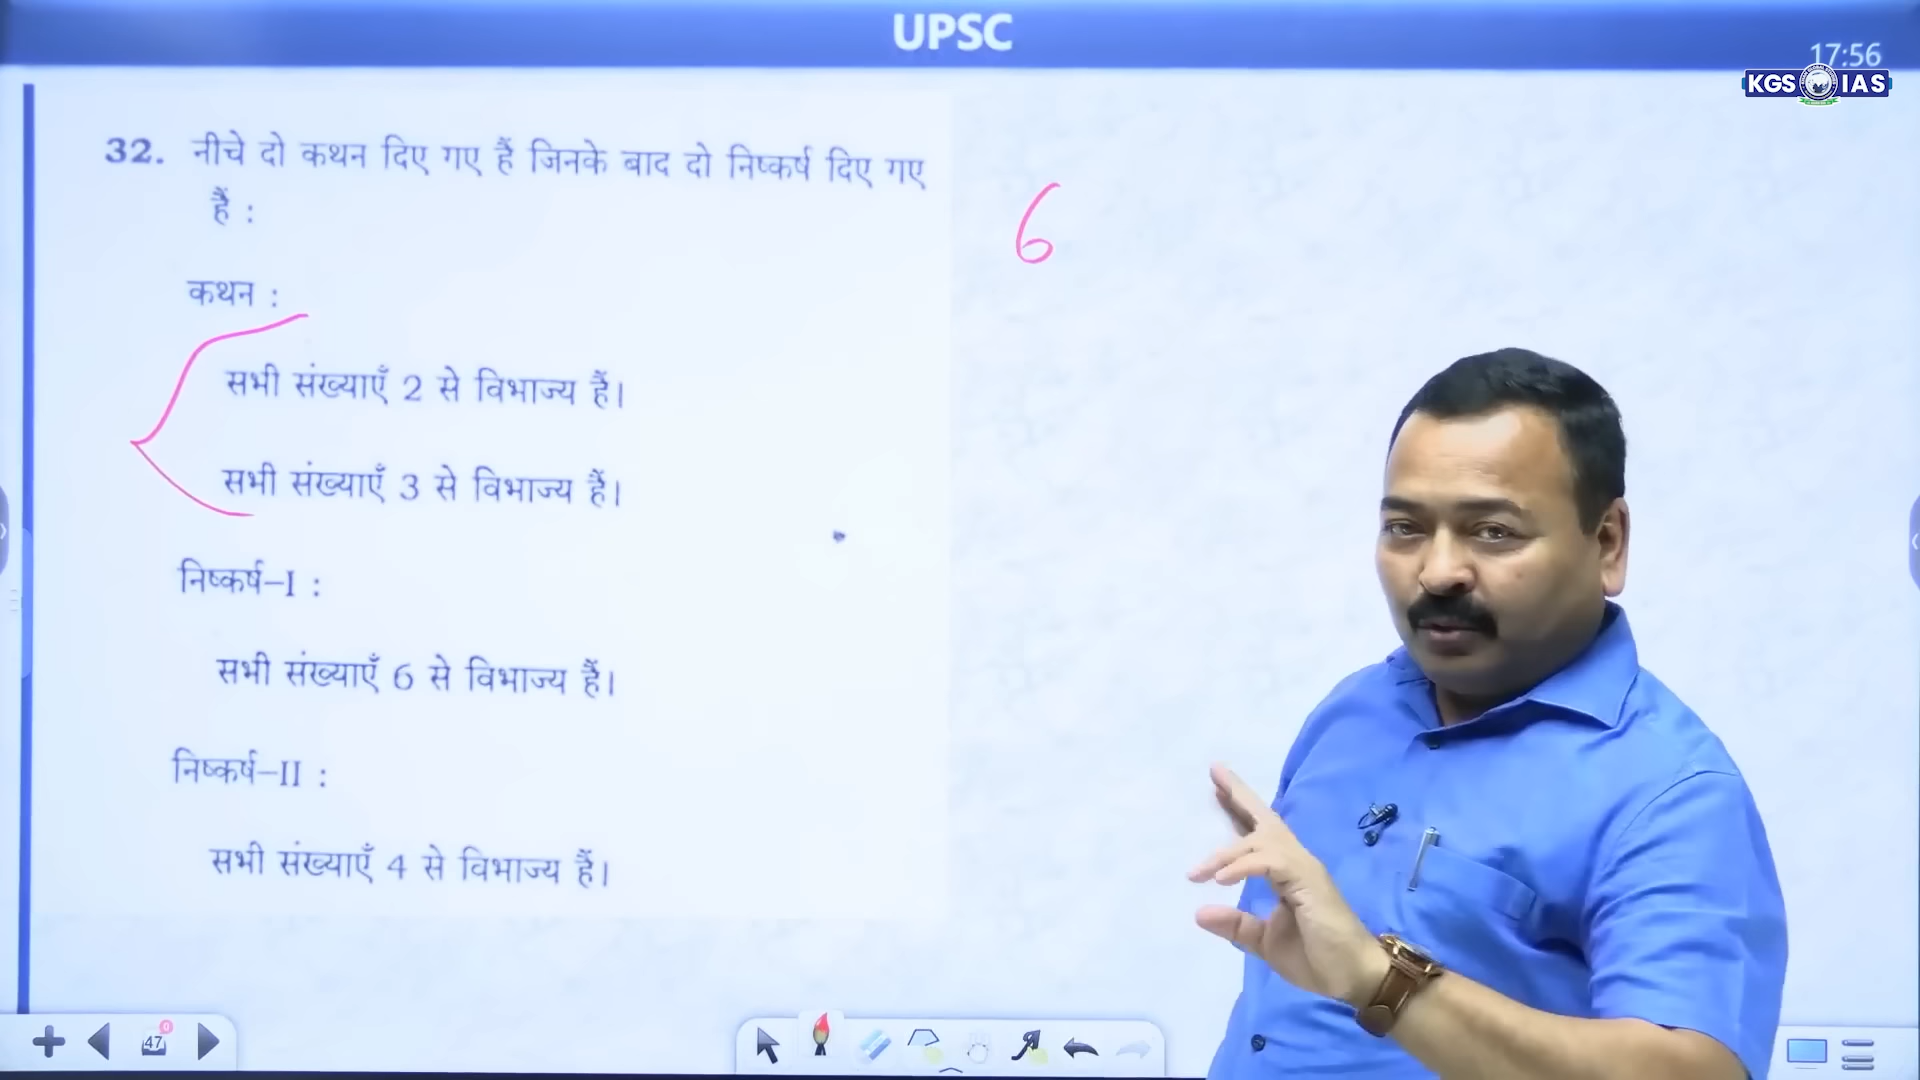 UPSC
17:56
KGS IAS
32. नीचे दो कथन दिए गए हैं जिनके बाद दो निष्कर्ष दिए गए
हैं :
6
कथन :
सभी संख्याएँ 2 से विभाज्य हैं।
सभी संख्याएँ 3 से विभाज्य हैं।
निष्कर्ष–I :
सभी संख्याएँ 6 से विभाज्य हैं।
निष्कर्ष–II :
सभी संख्याएँ 4 से विभाज्य हैं।
47
0